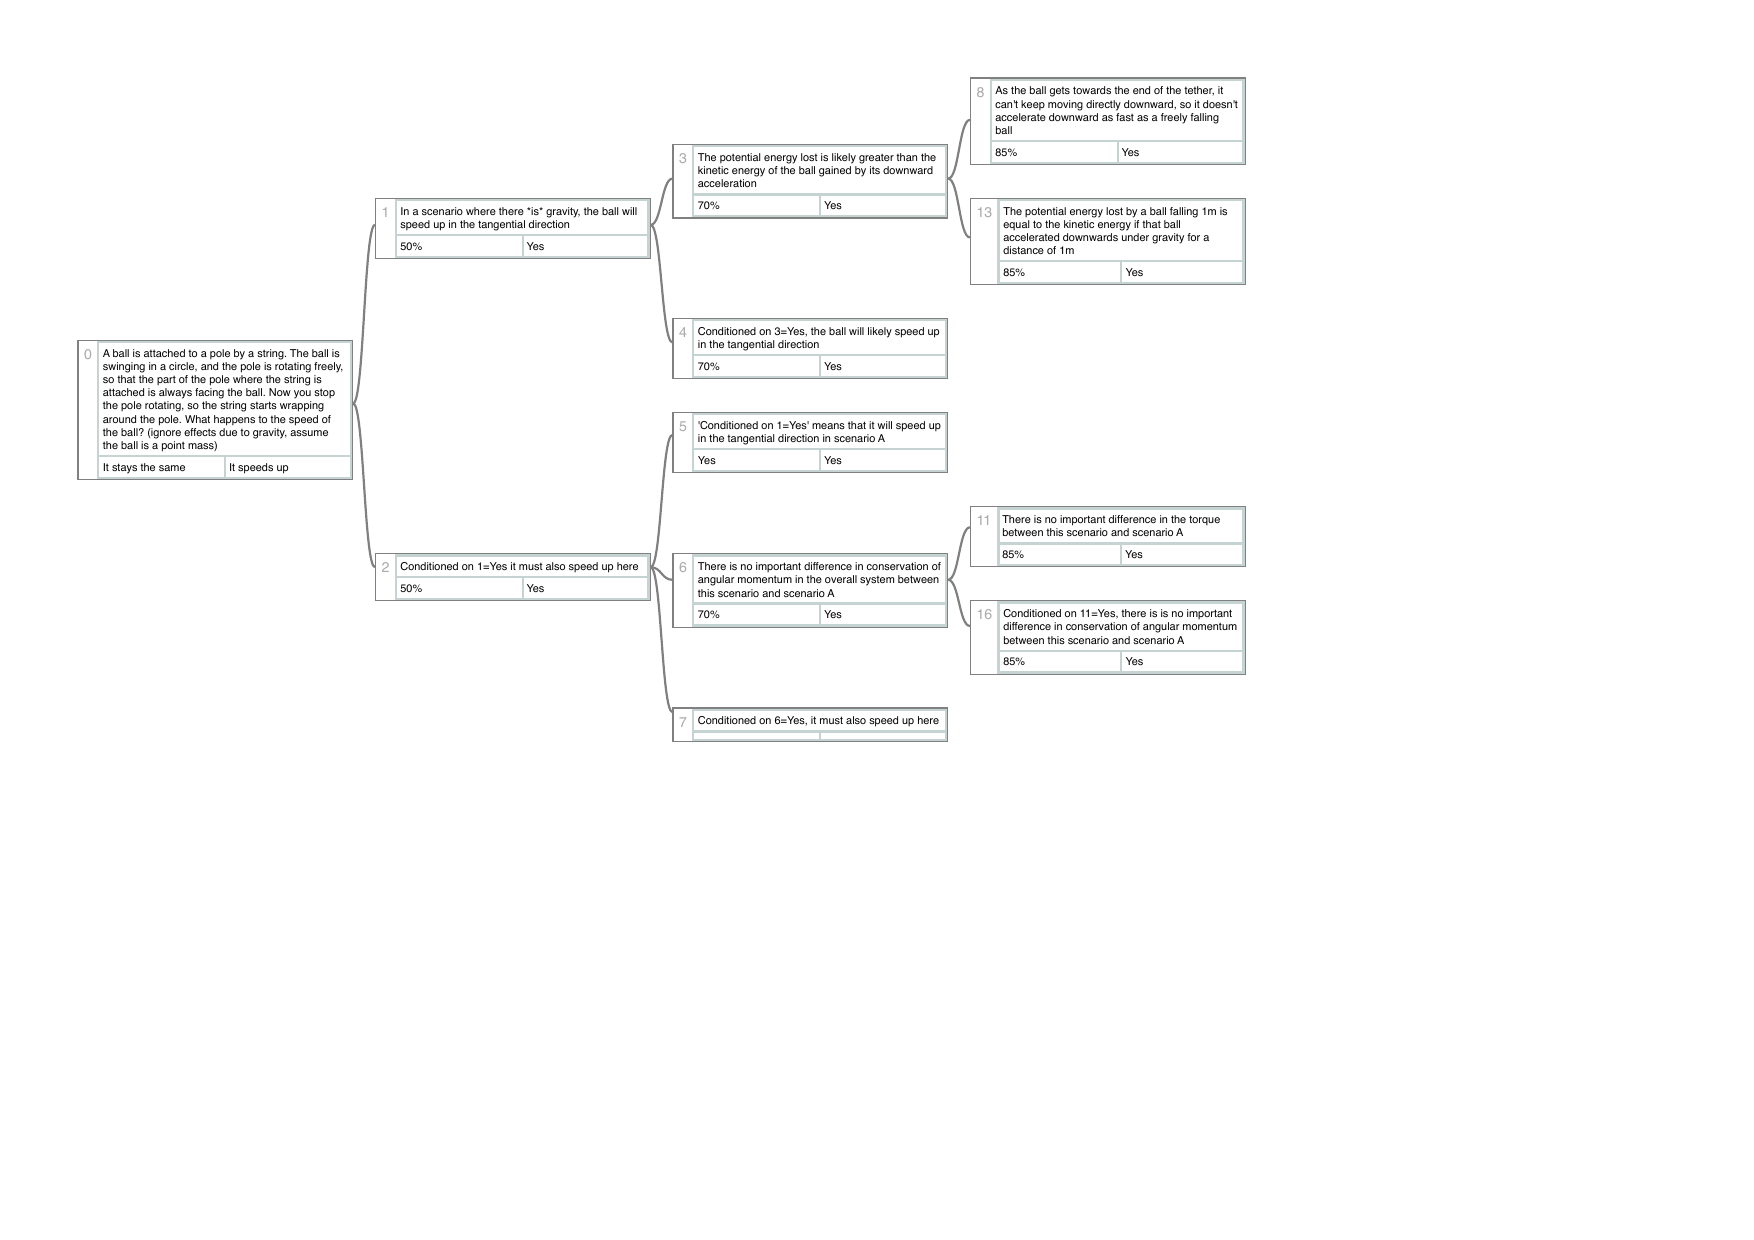 0
A ball is attached to a pole by a string. The ball is
swinging in a circle, and the pole is rotating freely,
so that the part of the pole where the string is
attached is always facing the ball. Now you stop
the pole rotating, so the string starts wrapping
around the pole. What happens to the speed of
the ball? (ignore effects due to gravity, assume
the ball is a point mass)
It stays the same
It speeds up
1
In a scenario where there *is* gravity, the ball will
speed up in the tangential direction
50%
Yes
2
Conditioned on 1=Yes it must also speed up here
50%
Yes
3
The potential energy lost is likely greater than the
kinetic energy of the ball gained by its downward
acceleration
70%
Yes
4
Conditioned on 3=Yes, the ball will likely speed up
in the tangential direction
70%
Yes
5
'Conditioned on 1=Yes' means that it will speed up
in the tangential direction in scenario A
Yes
Yes
6
There is no important difference in conservation of
angular momentum in the overall system between
this scenario and scenario A
70%
Yes
7
Conditioned on 6=Yes, it must also speed up here
8
As the ball gets towards the end of the tether, it
can't keep moving directly downward, so it doesn't
accelerate downward as fast as a freely falling
ball
85%
Yes
13
The potential energy lost by a ball falling 1m is
equal to the kinetic energy if that ball
accelerated downwards under gravity for a
distance of 1m
85%
Yes
11
There is no important difference in the torque
between this scenario and scenario A
85%
Yes
16
Conditioned on 11=Yes, there is is no important
difference in conservation of angular momentum
between this scenario and scenario A
85%
Yes